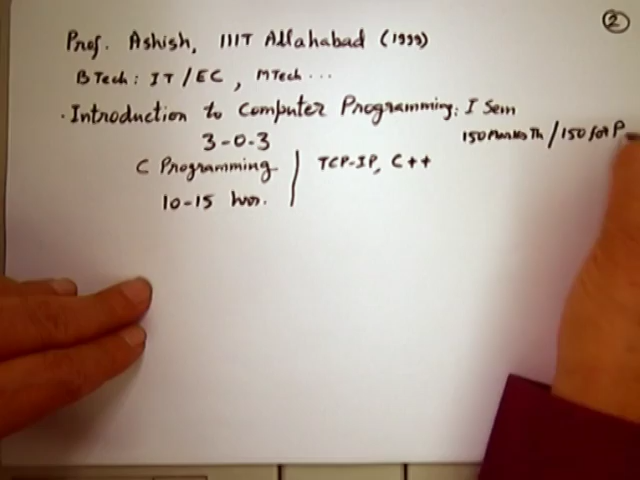 2
Prof. Ashish, IIIT Allahabad (1999)
BTech: IT/EC, MTech...
. Introduction to Computer Programming: I Sem
3-0-3
150 Marks Th / 150 for P
C Programming | TCP-IP, C++
10-15 hrs.